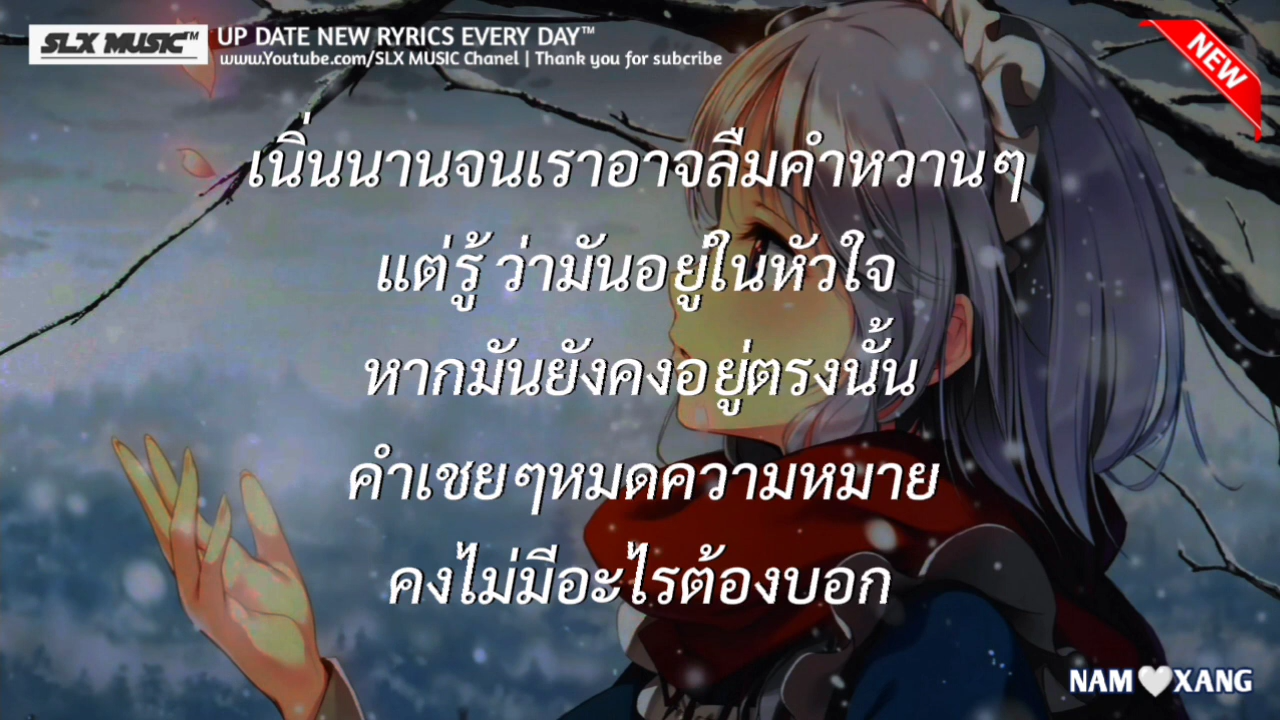 SLX MUSIC™
UP DATE NEW RYRICS EVERY DAY™
www.Youtube.com/SLX MUSIC Chanel | Thank you for subcribe
NEW
เนิ่นนานจนเราอาจลืมคำหวานๆ
แต่รู้ ว่ามันอยู่ในหัวใจ
หากมันยังคงอยู่ตรงนั้น
คำเชยๆหมดความหมาย
คงไม่มีอะไรต้องบอก
NAM🤍XANG